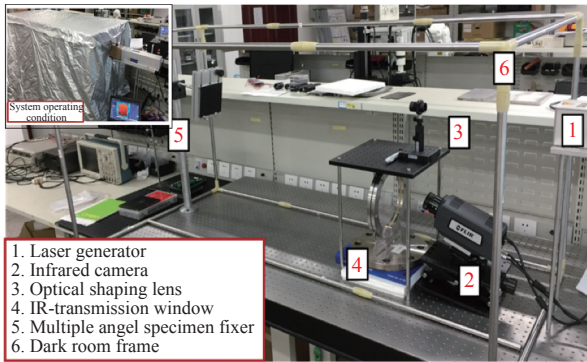 System operating
condition
6
1
5
3
FLIR
4
2
1. Laser generator
2. Infrared camera
3. Optical shaping lens
4. IR-transmission window
5. Multiple angel specimen fixer
6. Dark room frame